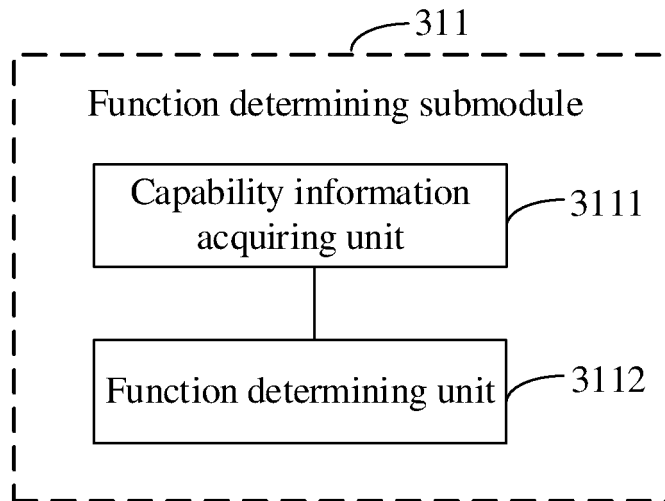 311
Function determining submodule
Capability information
acquiring unit
3111
Function determining unit
3112